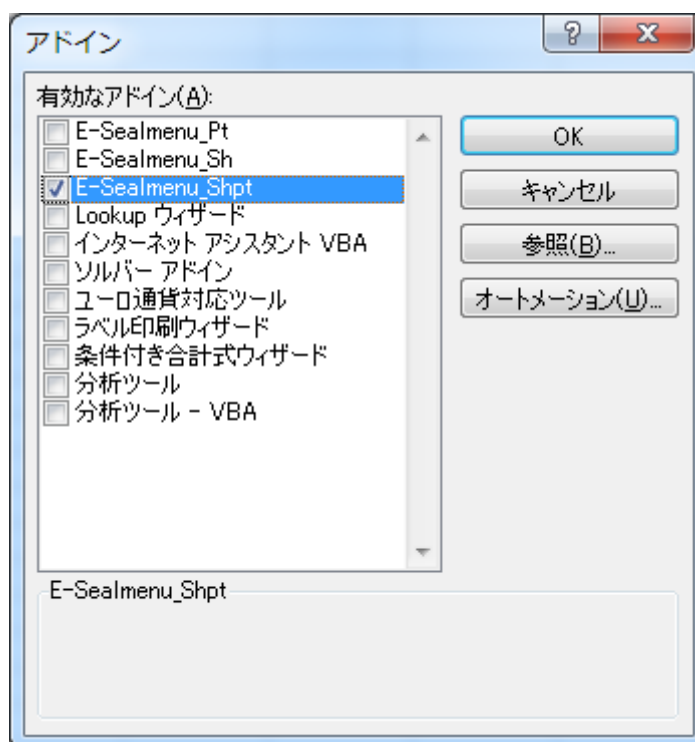 アドイン
有効なアドイン(A):
E-Sealmenu_Pt
E-Sealmenu_Sh
E-Sealmenu_Shpt
Lookup ウィザード
インターネット アシスタント VBA
ソルバー アドイン
ユーロ通貨対応ツール
ラベル印刷ウィザード
条件付き合計式ウィザード
分析ツール
分析ツール - VBA
OK
キャンセル
参照(B)...
オートメーション(U)...
E-Sealmenu_Shpt